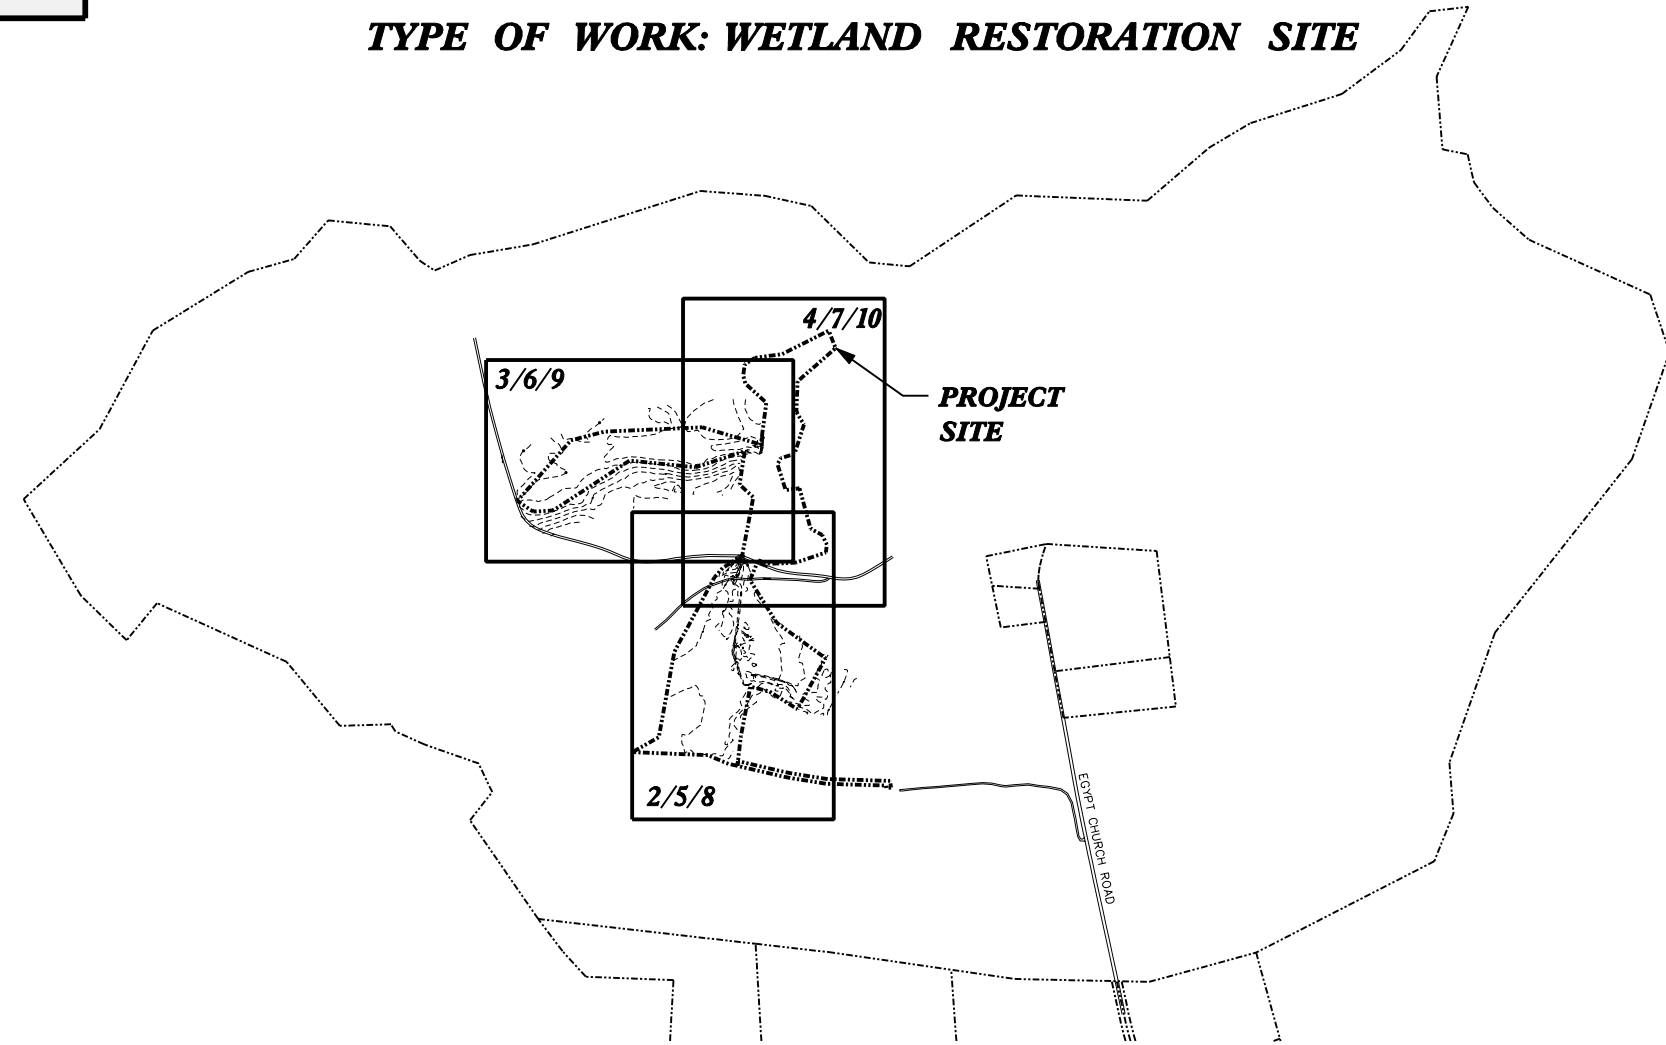 TYPE OF WORK: WETLAND RESTORATION SITE
4/7/10
3/6/9
PROJECT
SITE
2/5/8
EGYPT CHURCH ROAD